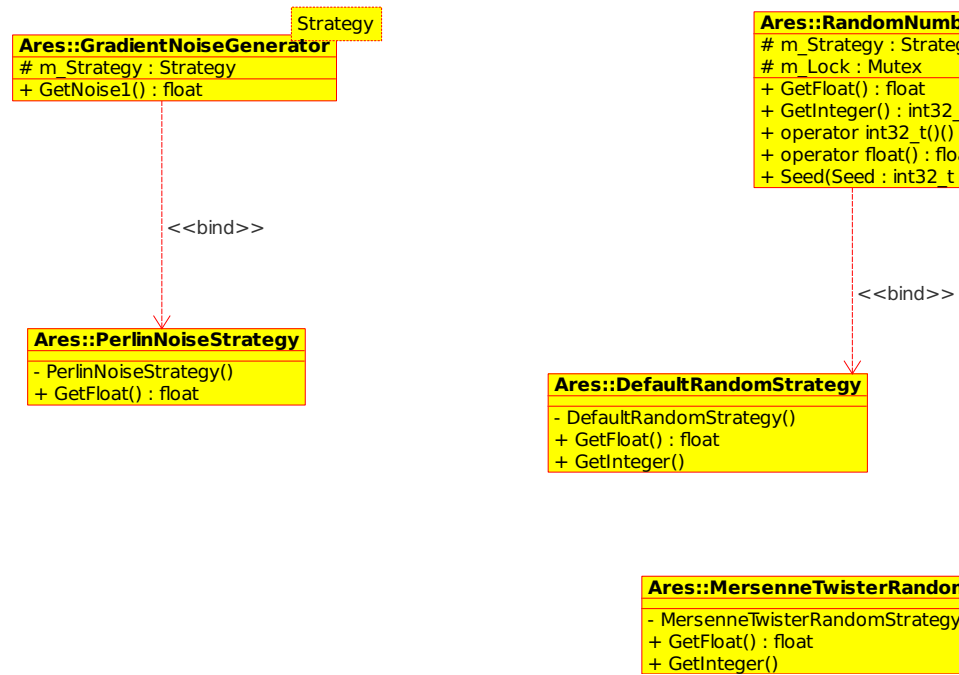 Strategy
Ares::GradientNoiseGenerator
# m_Strategy : Strategy
+ GetNoise1() : float
<<bind>>
Ares::PerlinNoiseStrategy
- PerlinNoiseStrategy()
+ GetFloat() : float
Ares::RandomNumb
# m_Strategy : Strateg
# m_Lock : Mutex
+ GetFloat() : float
+ GetInteger() : int32_
+ operator int32_t()()
+ operator float() : floa
+ Seed(Seed : int32_t
<<bind>>
Ares::DefaultRandomStrategy
- DefaultRandomStrategy()
+ GetFloat() : float
+ GetInteger()
Ares::MersenneTwisterRandom
- MersenneTwisterRandomStrategy
+ GetFloat() : float
+ GetInteger()